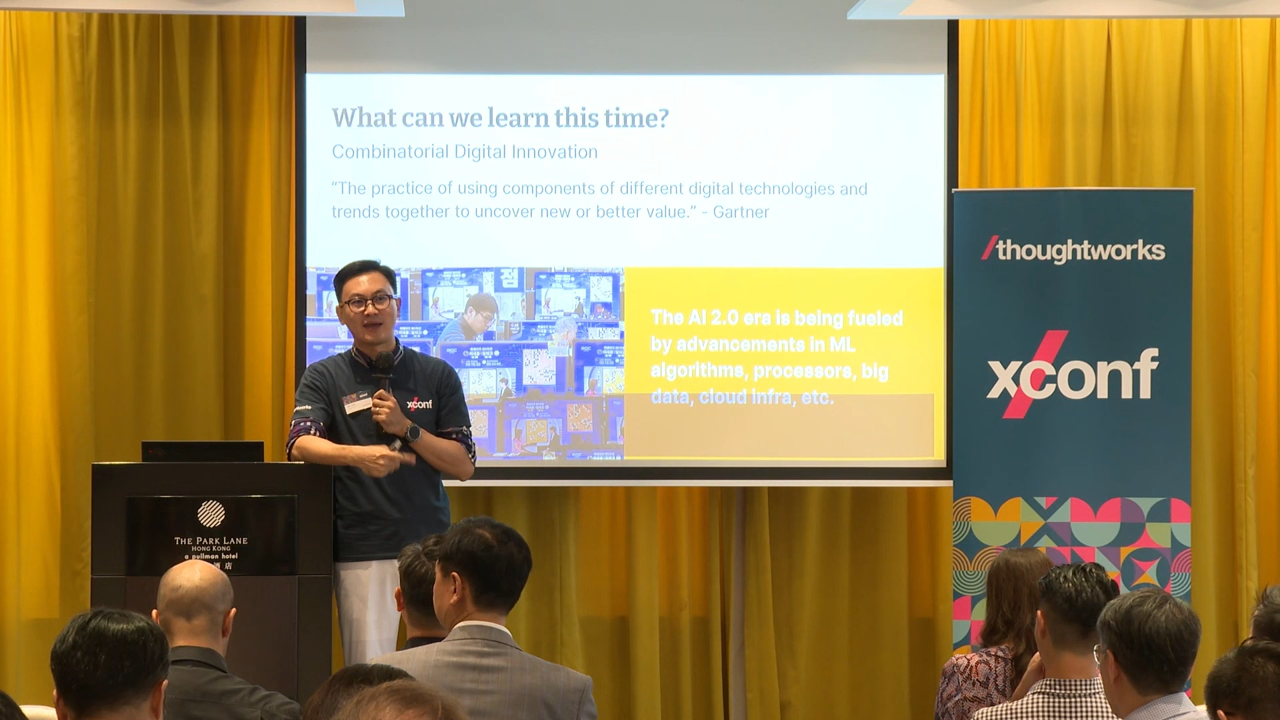 What can we learn this time?
Combinatorial Digital Innovation
“The practice of using components of different digital technologies and
trends together to uncover new or better value.” - Gartner
The AI 2.0 era is being fueled
by advancements in ML
algorithms, processors, big
data, cloud infra, etc.
/thoughtworks
xconf
xconf
THE PARK LANE
HONG KONG
a pullman hotel
酒店